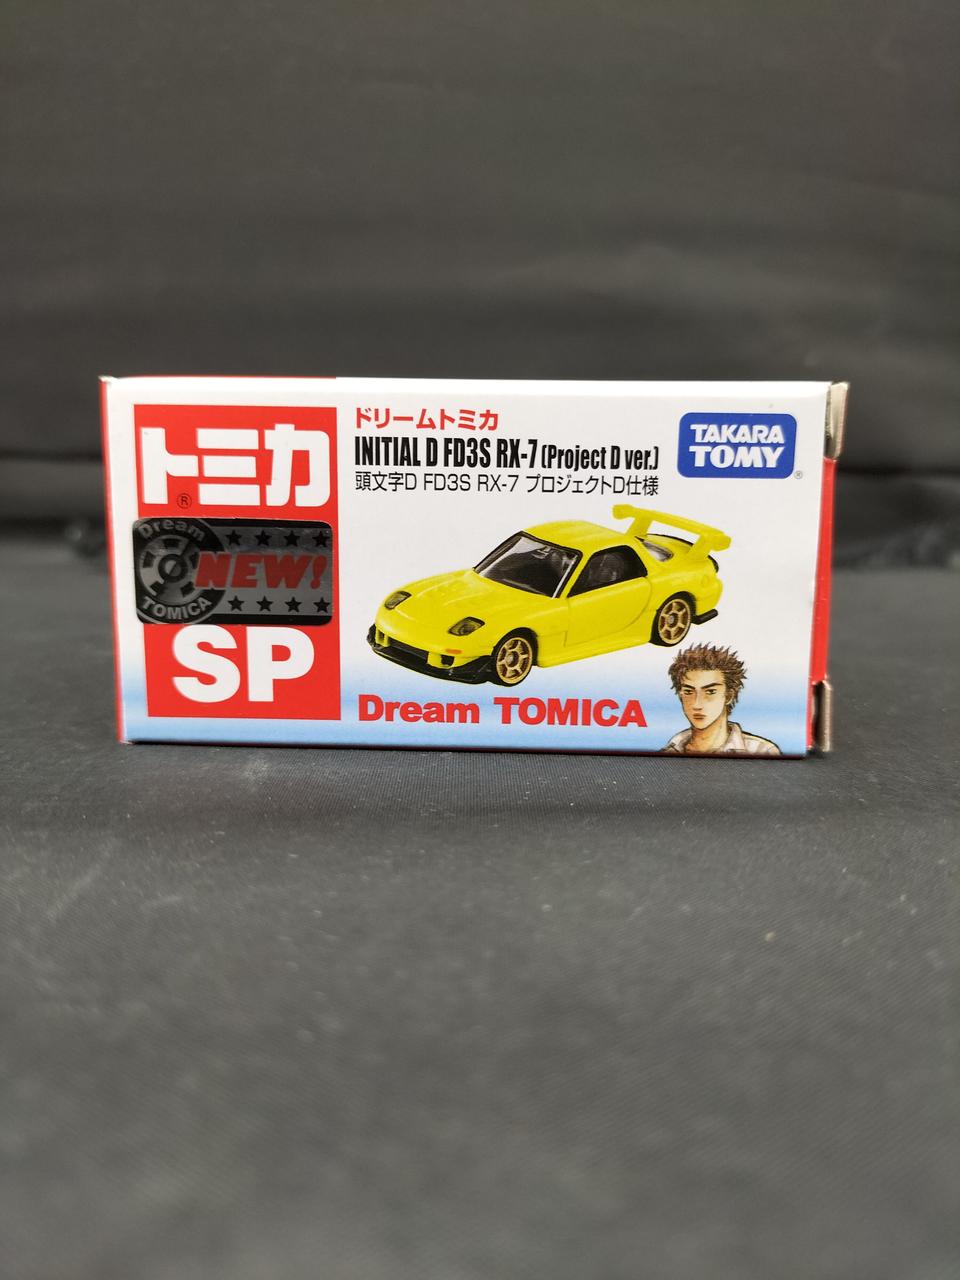 トミカ
®
Dream
NEW!
TOMICA
SP
ドリームトミカ
INITIAL D FD3S RX-7 (Project D ver.)
頭文字D FD3S RX-7 プロジェクトD仕様
Dream TOMICA
TAKARA
TOMY
®